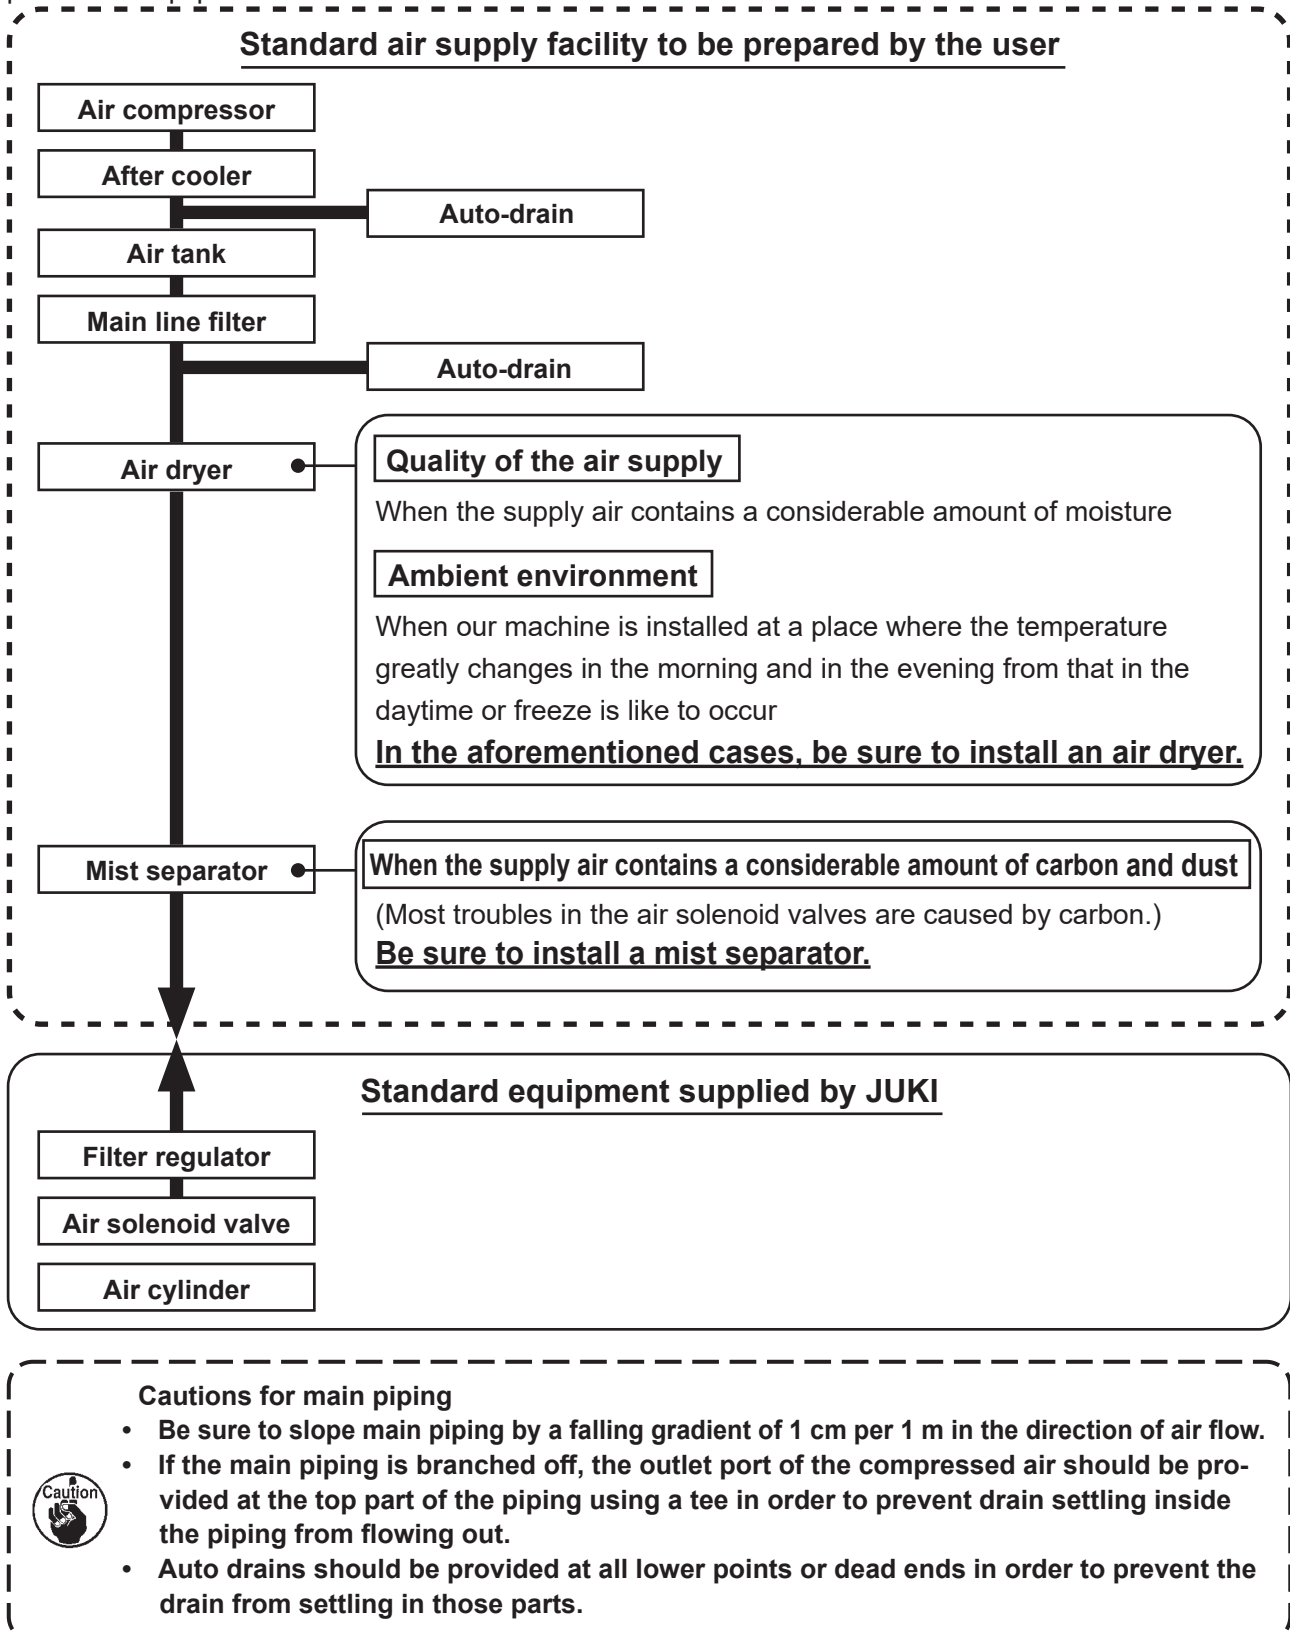 Standard air supply facility to be prepared by the user
Air compressor
After cooler
Auto-drain
Air tank
Main line filter
Auto-drain
Air dryer
Quality of the air supply
When the supply air contains a considerable amount of moisture
Ambient environment
When our machine is installed at a place where the temperature
greatly changes in the morning and in the evening from that in the
daytime or freeze is like to occur
In the aforementioned cases, be sure to install an air dryer.
Mist separator
When the supply air contains a considerable amount of carbon and dust
(Most troubles in the air solenoid valves are caused by carbon.)
Be sure to install a mist separator.
Standard equipment supplied by JUKI
Filter regulator
Air solenoid valve
Air cylinder
Caution
Cautions for main piping
• Be sure to slope main piping by a falling gradient of 1 cm per 1 m in the direction of air flow.
• If the main piping is branched off, the outlet port of the compressed air should be pro-
vided at the top part of the piping using a tee in order to prevent drain settling inside
the piping from flowing out.
• Auto drains should be provided at all lower points or dead ends in order to prevent the
drain from settling in those parts.